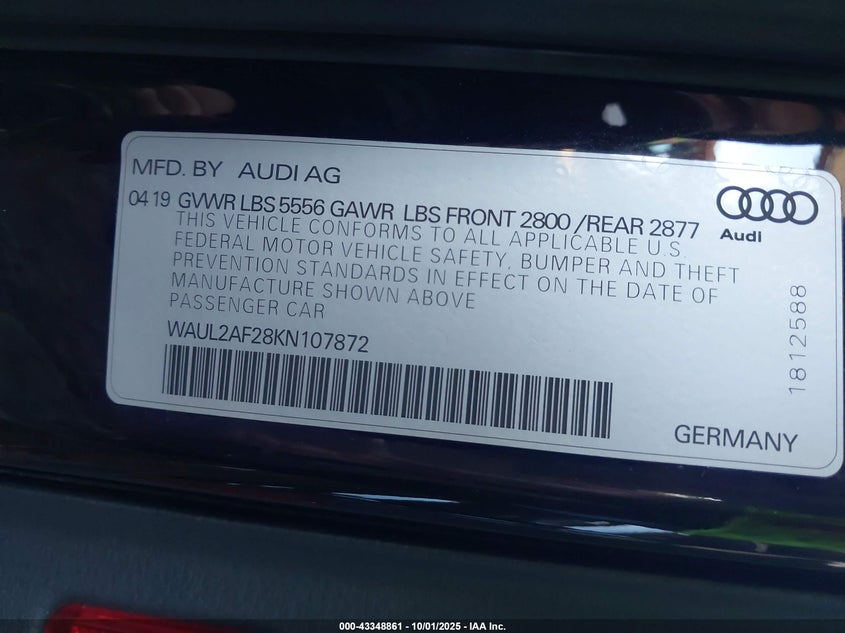 MFD. BY AUDI AG
04 19 GVWR LBS 5556 GAWR LBS FRONT 2800 /REAR 2877
THIS VEHICLE CONFORMS TO ALL APPLICABLE U.S.
FEDERAL MOTOR VEHICLE SAFETY, BUMPER AND THEFT
PREVENTION STANDARDS IN EFFECT ON THE DATE OF
MANUFACTURE SHOWN ABOVE
PASSENGER CAR
WAUL2AF28KN107872
Audi
1812588
GERMANY
000-43348861 - 10/01/2025 - IAA Inc.